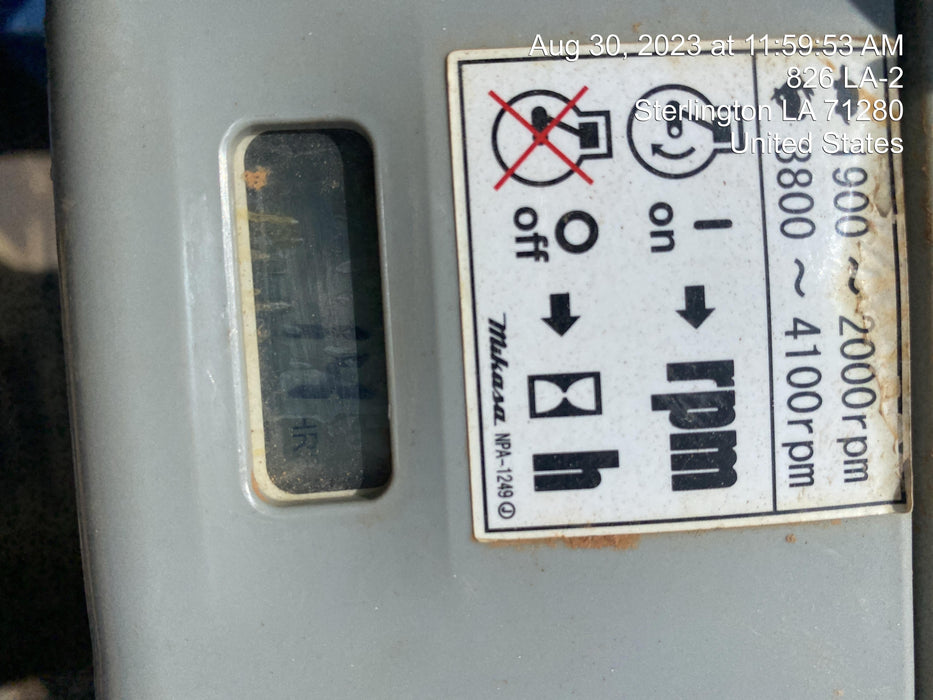 Aug 30, 2023 at 11:59:53 AM
826 LA-2
Sterlington LA 71280
United States
900 ~ 2000rpm
3800 ~ 4100rpm
on
rpm
off
h
Mikasa NPA-1249 J
HR